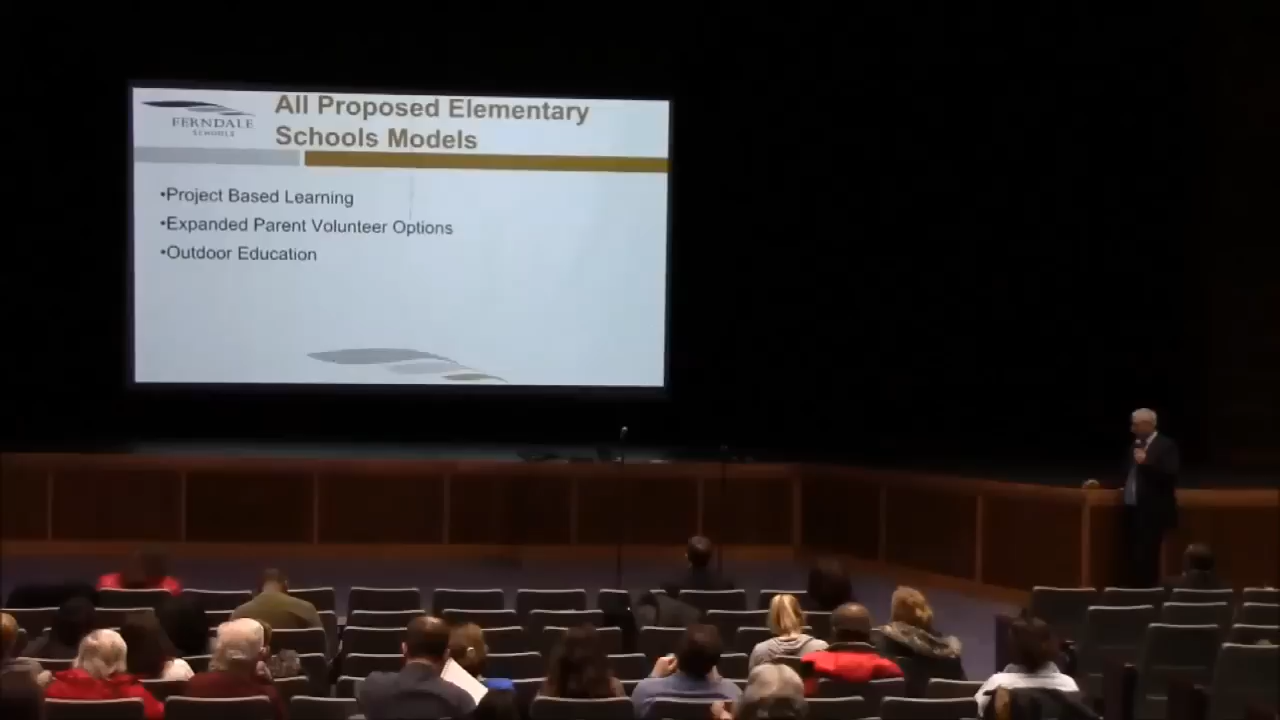 FERNDALE
SCHOOLS
All Proposed Elementary
Schools Models
•Project Based Learning
•Expanded Parent Volunteer Options
•Outdoor Education